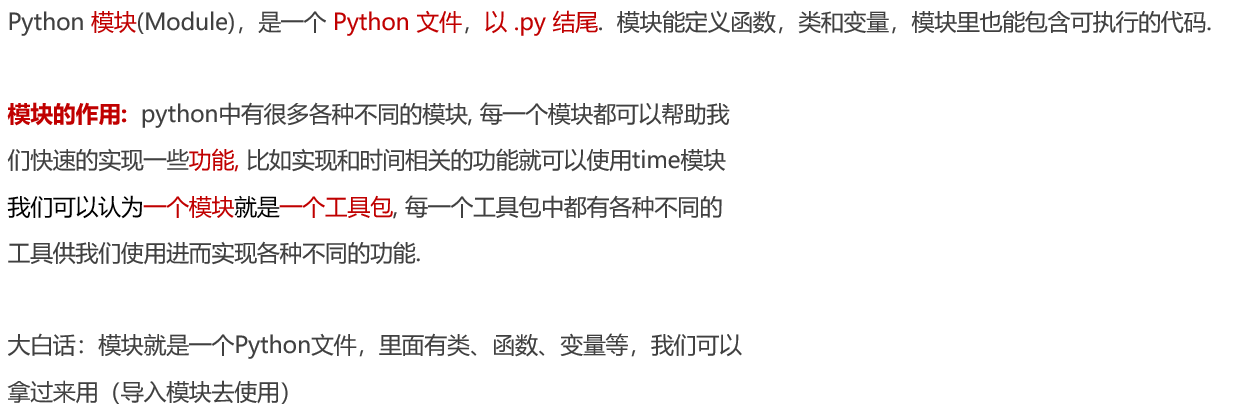 Python 模块(Module)，是一个 Python 文件，以 .py 结尾.  模块能定义函数，类和变量，模块里也能包含可执行的代码.
模块的作用:  python中有很多各种不同的模块, 每一个模块都可以帮助我
们快速的实现一些功能, 比如实现和时间相关的功能就可以使用time模块
我们可以认为一个模块就是一个工具包, 每一个工具包中都有各种不同的
工具供我们使用进而实现各种不同的功能.
大白话：模块就是一个Python文件，里面有类、函数、变量等，我们可以
拿过来用（导入模块去使用）